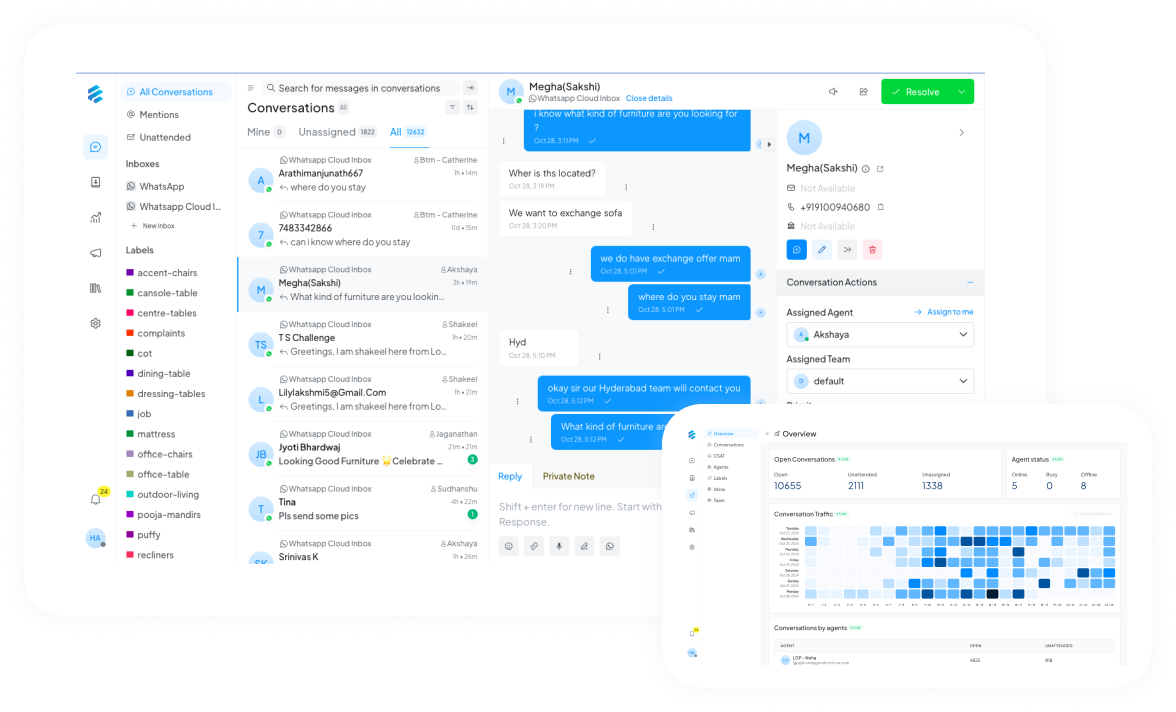 All Conversations
Mentions
Unattended
Inboxes
WhatsApp
Whatsapp Cloud I...
+ New inbox
Labels
accent-chairs
cansole-table
centre-tables
complaints
cot
dining-table
dressing-tables
job
mattress
office-chairs
office-table
outdoor-living
pooja-mandirs
puffy
recliners
24
HA
Search for messages in conversations
Conversations All
Mine 0 Unassigned 1822 All 12632
Whatsapp Cloud Inbox Btm - Catherine
A Arathimanjunath667 1h • 14m
where do you stay
Whatsapp Cloud Inbox Btm - Catherine
7 7483342866 11d • 15m
can i know where do you stay
Whatsapp Cloud Inbox Akshaya
M Megha(Sakshi) 3h • 19m
What kind of furniture are you lookin...
Whatsapp Cloud Inbox Shakeel
TS T S Challenge 1h • 20m
Greetings, I am shakeel here from Lo...
Whatsapp Cloud Inbox Shakeel
L Lilylakshmi5@Gmail.Com 1h • 21m
Greetings, I am shakeel here from Lo...
Whatsapp Cloud Inbox Jaganathan
JB Jyoti Bhardwaj 21m • 21m
Looking Good Furniture 🌟Celebrate ... 3
Whatsapp Cloud Inbox Sudhanshu
T Tina 4h • 22m
Pls send some pics 1
Whatsapp Cloud Inbox Akshaya
SK Srinivas K 1h • 26m
M Megha(Sakshi)
Whatsapp Cloud Inbox Close details
Resolve
I know what kind of furniture are you looking for
?
Oct 28, 3:11 PM
Wher is ths located?
Oct 28, 3:19 PM
We want to exchange sofa
Oct 28, 3:20 PM
we do have exchange offer mam
Oct 28, 5:01 PM
where do you stay mam
Oct 28, 5:01 PM
Hyd
Oct 28, 5:10 PM
okay sir our Hyderabad team will contact you
Oct 28, 5:12 PM
What kind of furniture are
Oct 28, 5:12 PM
Reply Private Note
Shift + enter for new line. Start with
Response.
M
Megha(Sakshi)
Not Available
+919100940680
Not Available
Conversation Actions
Assigned Agent Assign to me
A Akshaya
Assigned Team
D default
Overview
Conversations
CSAT
Agents
Labels
Inbox
Team
HA
Overview
Open Conversations • Live
Open Unattended Unassigned
10655 2111 1338
Agent status • Live
Online Busy Offline
5 0 8
Conversation Traffic • Live
Tuesday
Wednesday
Thursday
Friday
Saturday
Sunday
Monday
Conversations by agents • Live
AGENT OPEN UNATTENDED
LGP - Neha
4825 818